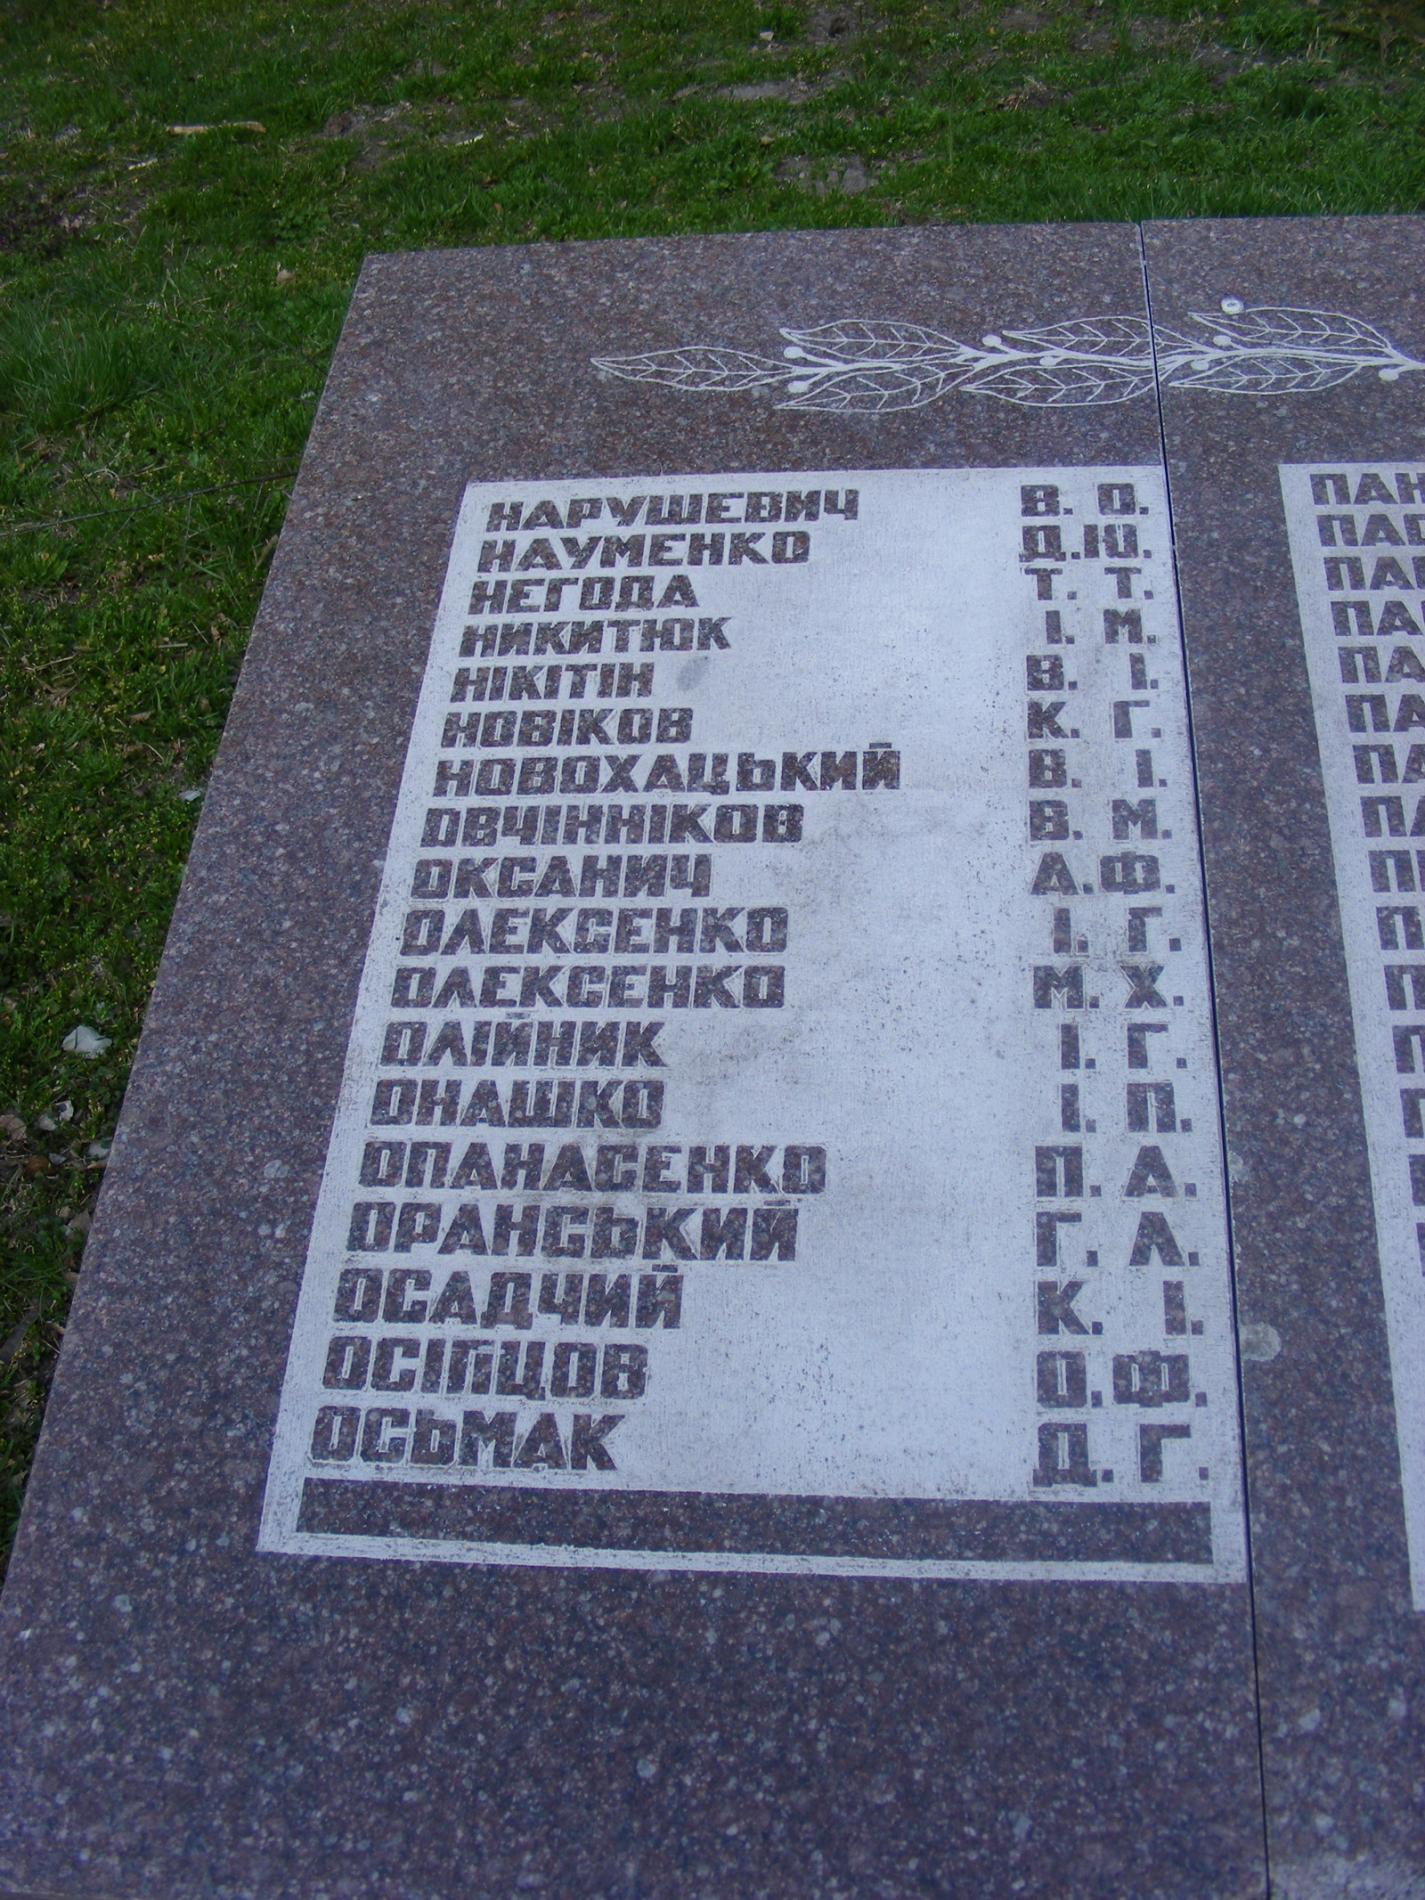 НАРУШЕВИЧ В. О.
НАУМЕНКО Д.Ю.
НЕГОДА Т. Т.
НИКИТЮК І. М.
НІКІТІН В. І.
НОВІКОВ К. Г.
НОВОХАЦЬКИЙ В. І.
ОВЧІННІКОВ В. М.
ОКСАНИЧ А.Ф.
ОЛЕКСЕНКО І. Г.
ОЛЕКСЕНКО М. Х.
ОЛІЙНИК І. Г.
ОНАШКО І. П.
ОПАНАСЕНКО П. А.
ОРАНСЬКИЙ Г. Л.
ОСАДЧИЙ К. І.
ОСІПЦОВ О.Ф.
ОСЬМАК Д. Г.